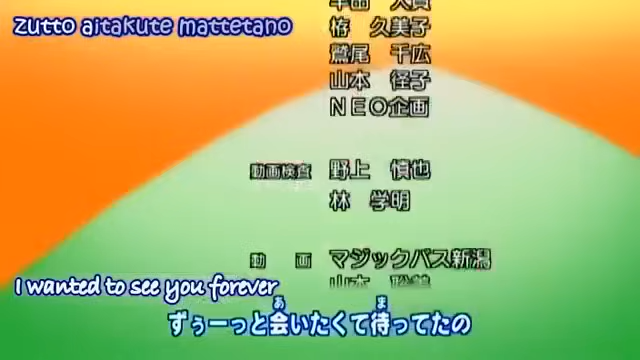 Zutto aitakute mattetano
久美子
鷲尾 千広
山本 径子
NEO企画
動画検査 野上 慎也
林 学明
動 画 マジックバス新潟
I wanted to see you forever
あ ま
ずぅーっと会いたくて待ってたの